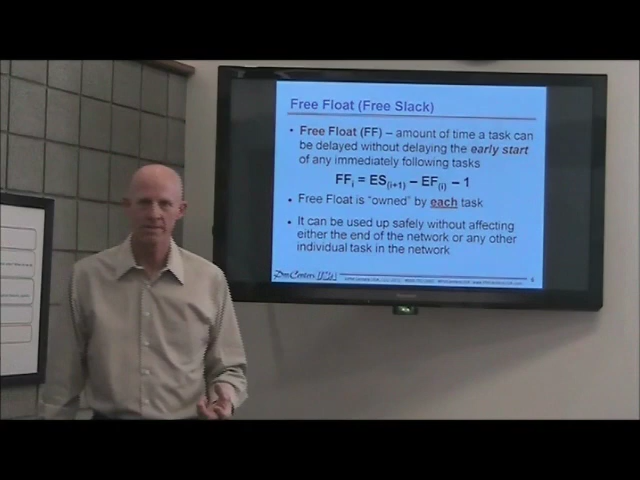 Free Float (Free Slack)
• Free Float (FF) – amount of time a task can
be delayed without delaying the early start
of any immediately following tasks
FFi = ES(i+1) – EF(i) – 1
• Free Float is "owned" by each task
• It can be used up safely without affecting
either the end of the network or any other
individual task in the network